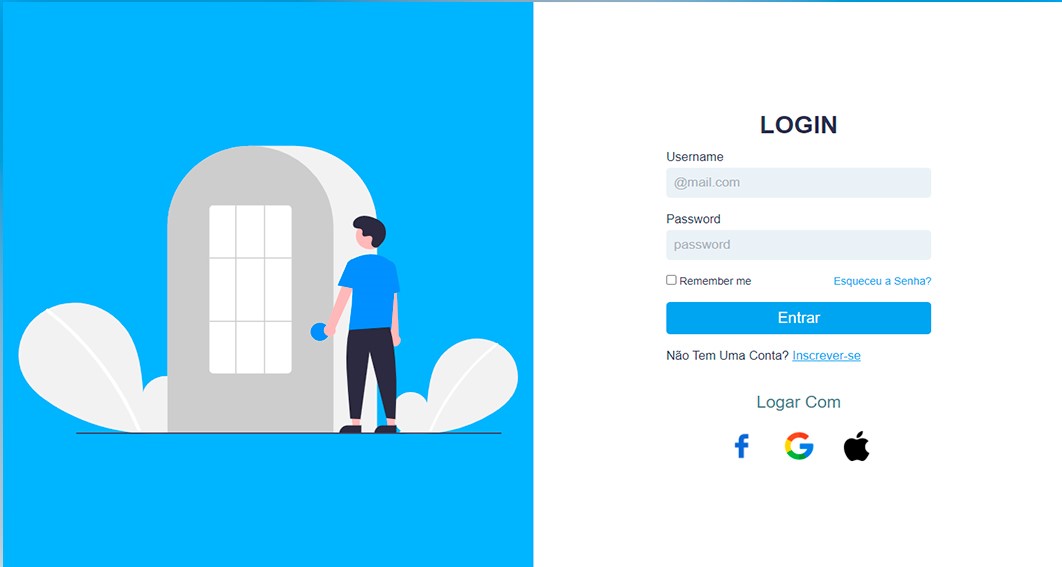 LOGIN
Username
@mail.com
Password
password
Remember me
Esqueceu a Senha?
Entrar
Não Tem Uma Conta? Inscrever-se
Logar Com